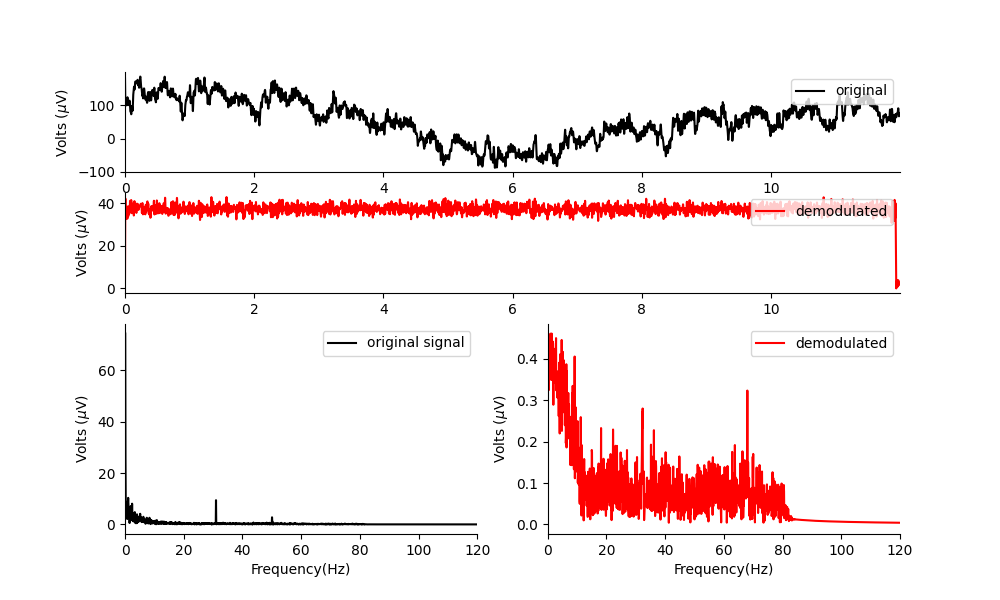 Volts (μV)
100
0
−100
original
0 2 4 6 8 10
Volts (μV)
40
20
0
demodulated
0 2 4 6 8 10
Volts (μV)
60
40
20
0
original signal
0 20 40 60 80 100 120
Frequency(Hz)
Volts (μV)
0.4
0.3
0.2
0.1
0.0
demodulated
0 20 40 60 80 100 120
Frequency(Hz)